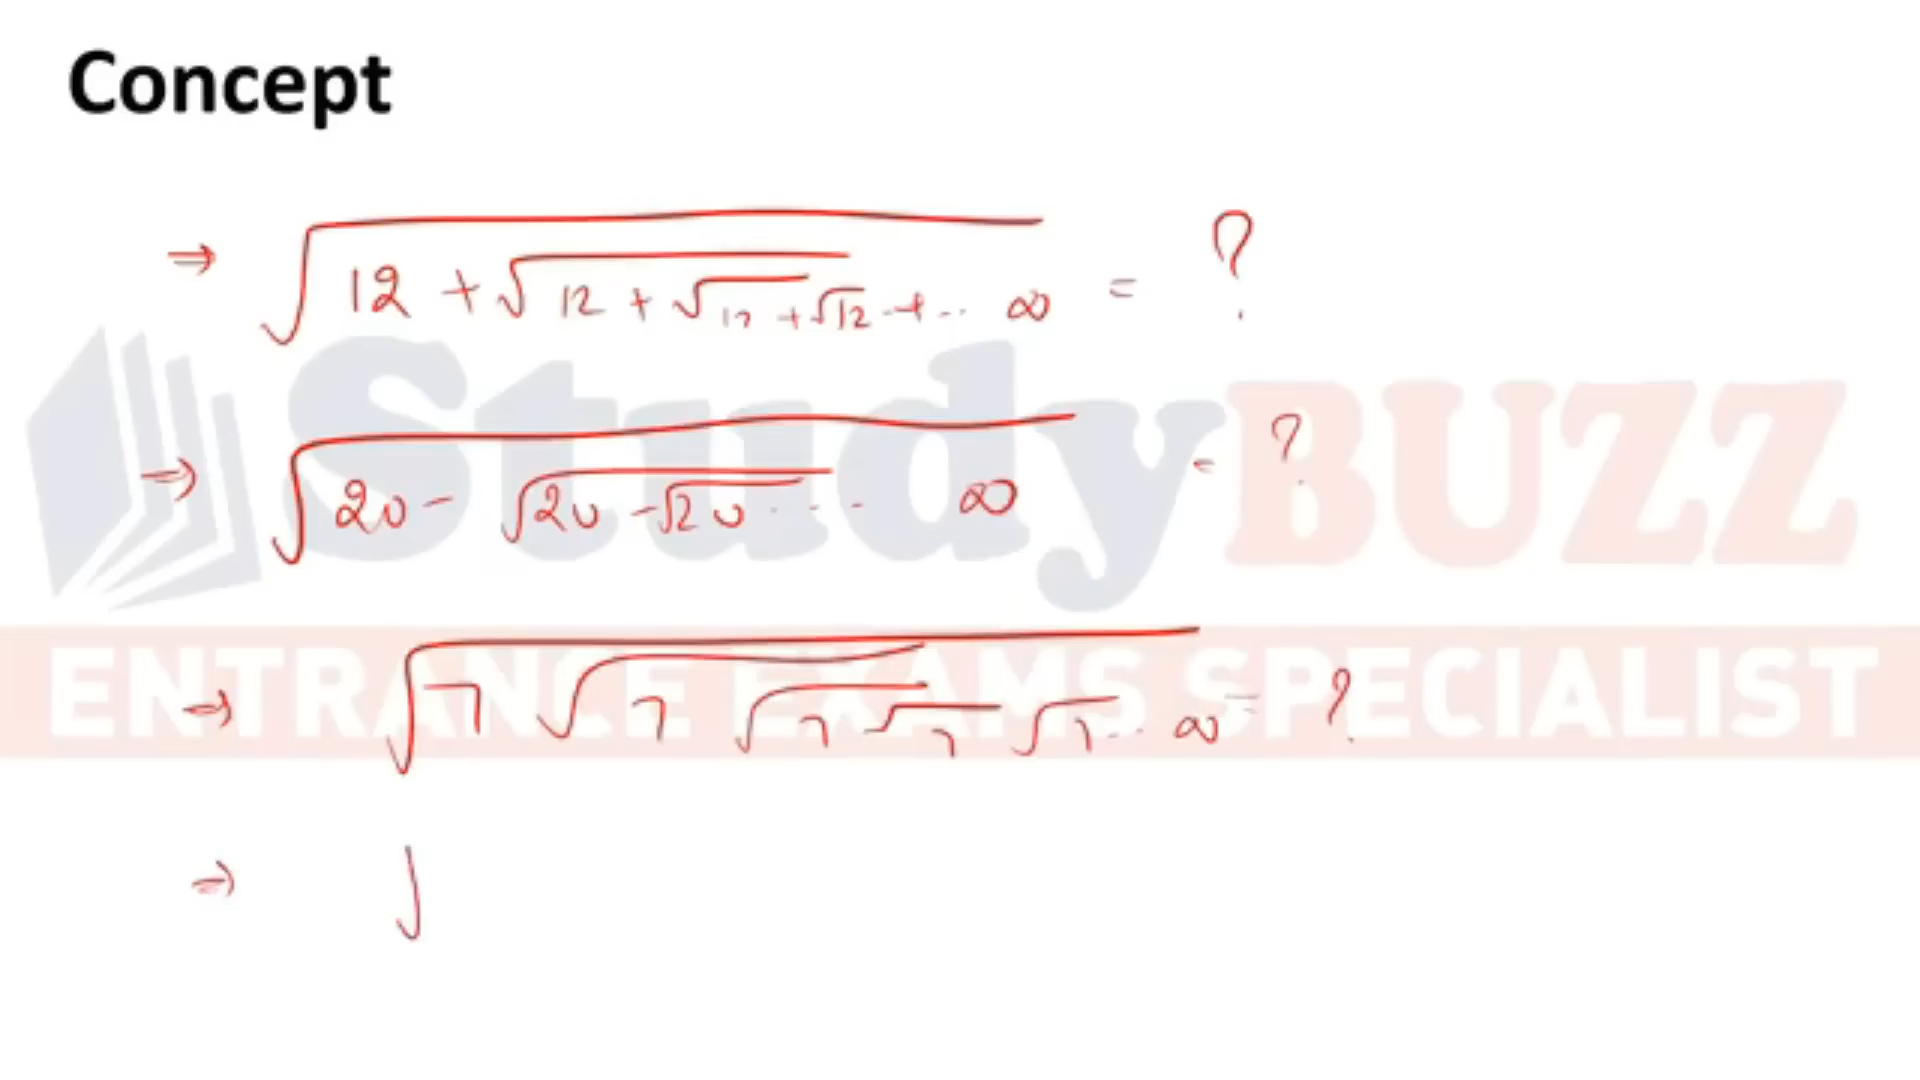 Concept
⇒ √12 + √12 + √12 + √12 + ... ∞ = ?
⇒ √20 - √20 - √20 .... ∞ = ?
⇒ √7 √7 √7 √7 √7 .. ∞ = ?
⇒ √
StudyBUZZ
ENTRANCE EXAMS SPECIALIST